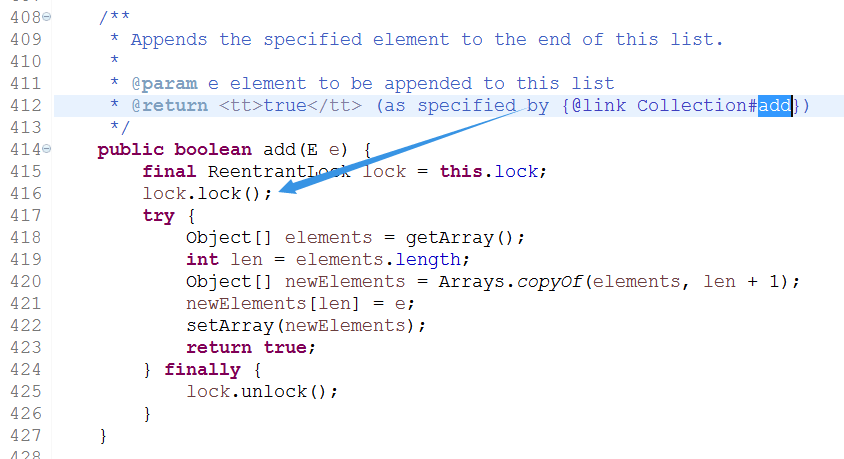 408 /**
409 * Appends the specified element to the end of this list.
410 *
411 * @param e element to be appended to this list
412 * @return <tt>true</tt> (as specified by {@link Collection#add})
413 */
414 public boolean add(E e) {
415 final ReentrantLock lock = this.lock;
416 lock.lock();
417 try {
418 Object[] elements = getArray();
419 int len = elements.length;
420 Object[] newElements = Arrays.copyOf(elements, len + 1);
421 newElements[len] = e;
422 setArray(newElements);
423 return true;
424 } finally {
425 lock.unlock();
426 }
427 }
428